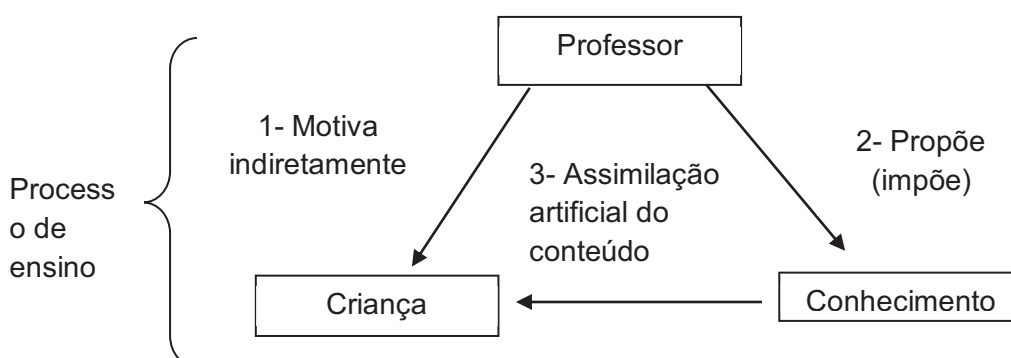 Professor
1- Motiva
indiretamente
2- Propõe
(impõe)
3- Assimilação
artificial do
conteúdo
Process
o de
ensino
Criança
Conhecimento